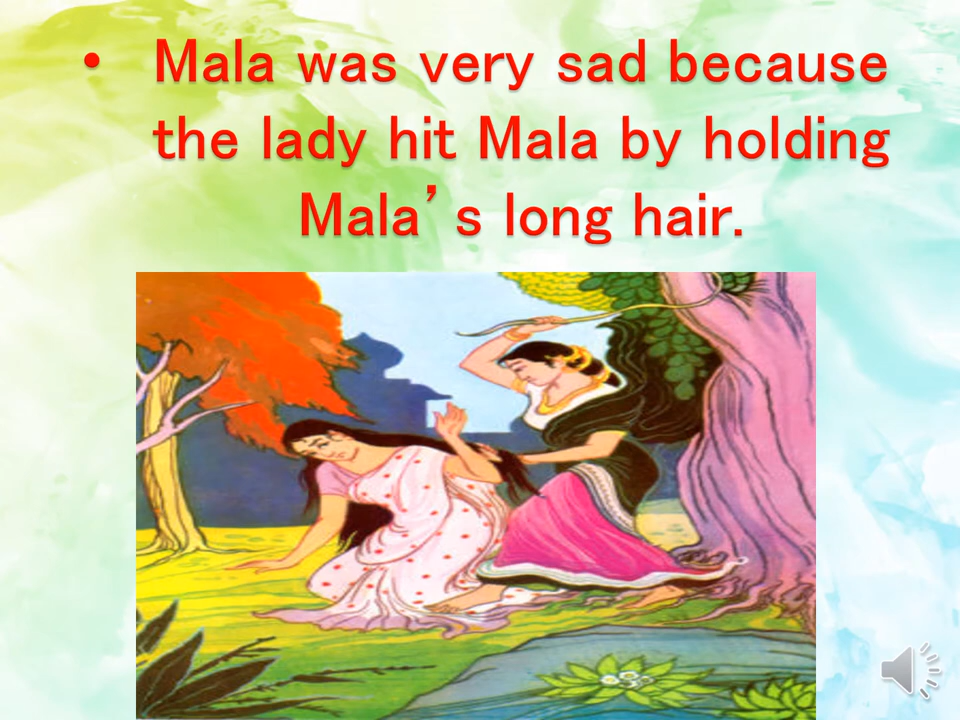 • Mala was very sad because
the lady hit Mala by holding
Mala’s long hair.